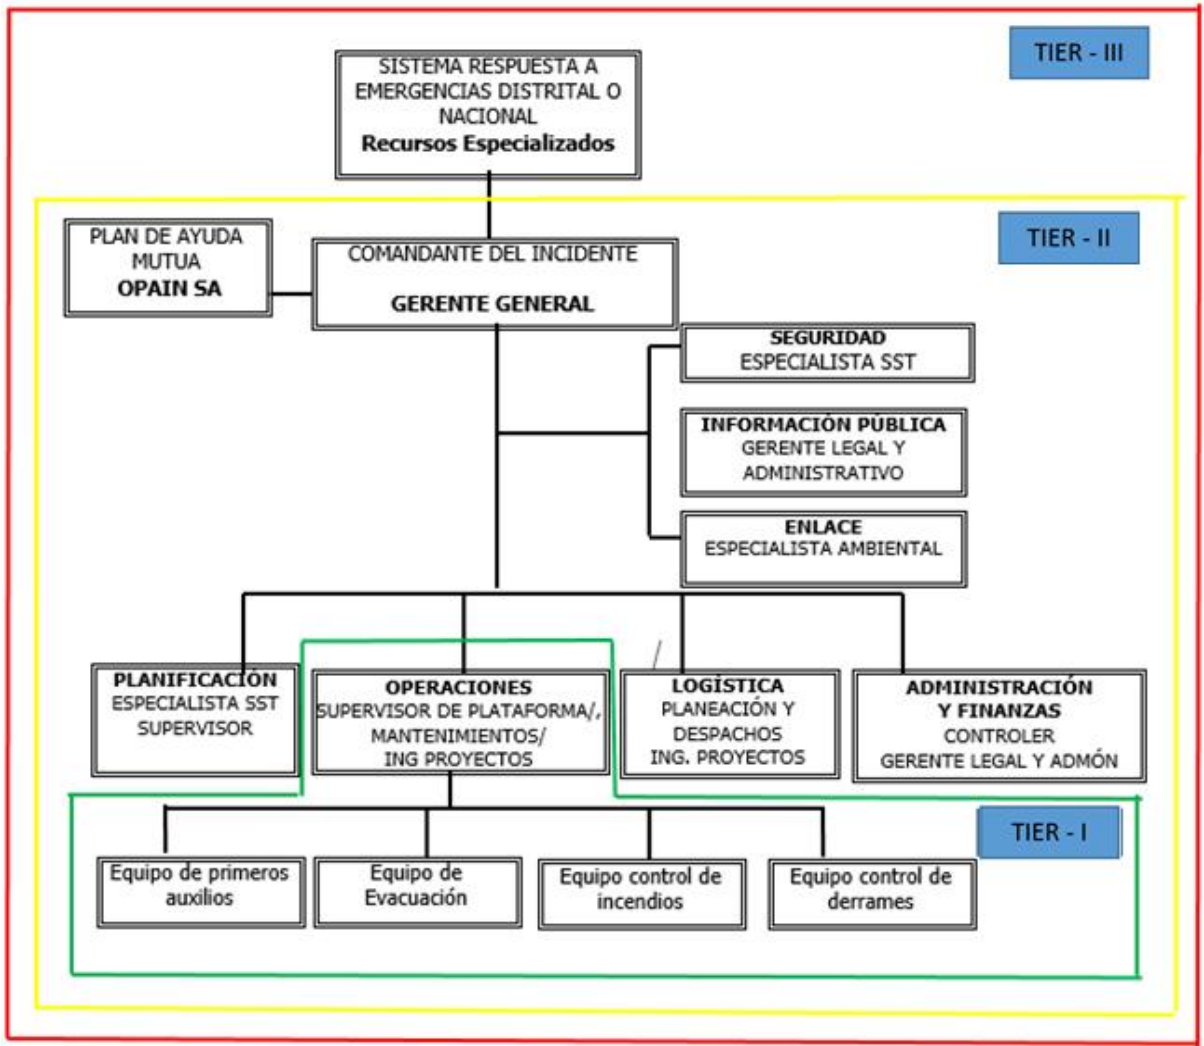 TIER - III
SISTEMA RESPUESTA A
EMERGENCIAS DISTRITAL O
NACIONAL
Recursos Especializados
TIER - II
PLAN DE AYUDA
MUTUA
OPAIN SA
COMANDANTE DEL INCIDENTE
GERENTE GENERAL
SEGURIDAD
ESPECIALISTA SST
INFORMACIÓN PÚBLICA
GERENTE LEGAL Y
ADMINISTRATIVO
ENLACE
ESPECIALISTA AMBIENTAL
PLANIFICACIÓN
ESPECIALISTA SST
SUPERVISOR
OPERACIONES
SUPERVISOR DE PLATAFORMA/,
MANTENIMIENTOS/
ING PROYECTOS
LOGÍSTICA
PLANEACIÓN Y
DESPACHOS
ING. PROYECTOS
ADMINISTRACIÓN
Y FINANZAS
CONTROLER
GERENTE LEGAL Y ADMÓN
TIER - I
Equipo de primeros
auxilios
Equipo de
Evacuación
Equipo control de
incendios
Equipo control de
derrames